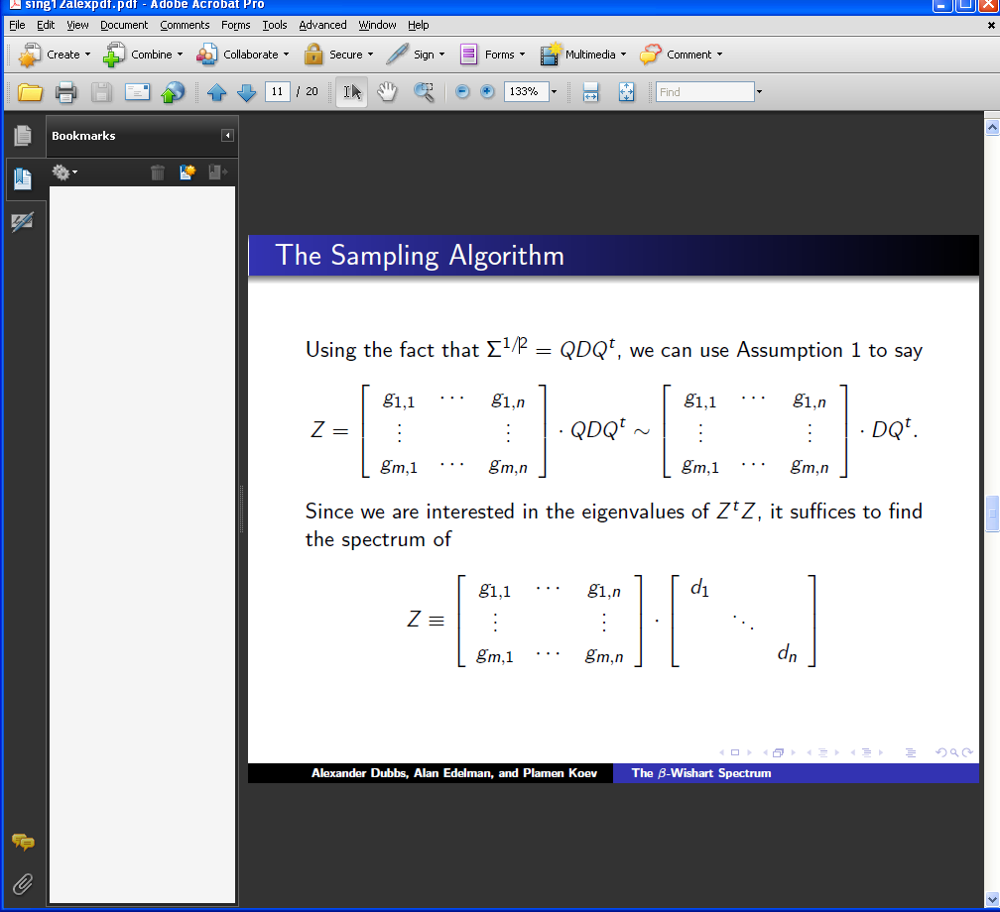 sing12alexpdf.pdf - Adobe Acrobat Pro
File Edit View Document Comments Forms Tools Advanced Window Help
Create Combine Collaborate Secure Sign Forms Multimedia Comment
11 / 20 133% Find
Bookmarks
The Sampling Algorithm
Using the fact that Σ^{1/2} = QDQ^t, we can use Assumption 1 to say
Z = [ g_{1,1} ⋯ g_{1,n} ; ⋮ ⋮ ; g_{m,1} ⋯ g_{m,n} ] · QDQ^t ∼ [ g_{1,1} ⋯ g_{1,n} ; ⋮ ⋮ ; g_{m,1} ⋯ g_{m,n} ] · DQ^t.
Since we are interested in the eigenvalues of Z^tZ, it suffices to find
the spectrum of
Z ≡ [ g_{1,1} ⋯ g_{1,n} ; ⋮ ⋮ ; g_{m,1} ⋯ g_{m,n} ] · [ d_1 ; ⋱ ; d_n ]
Alexander Dubbs, Alan Edelman, and Plamen Koev The β-Wishart Spectrum